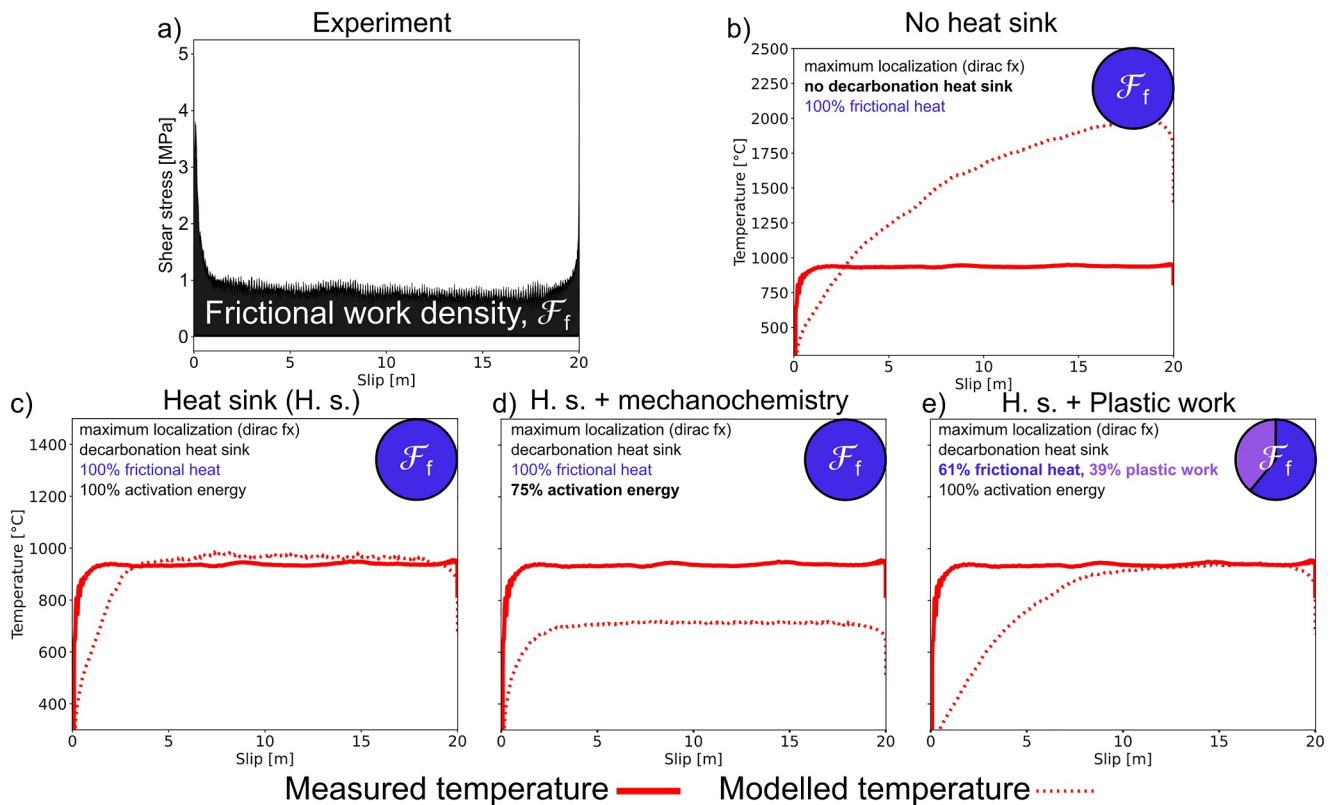 a) Experiment
Shear stress [MPa]
5
4
3
2
1
0
Frictional work density, ℱf
0 5 10 15 20
Slip [m]
b) No heat sink
Temperature [°C]
2500
2250
2000
1750
1500
1250
1000
750
500
maximum localization (dirac fx)
no decarbonation heat sink
100% frictional heat
ℱf
0 5 10 15 20
Slip [m]
c) Heat sink (H. s.)
Temperature [°C]
1400
1200
1000
800
600
400
maximum localization (dirac fx)
decarbonation heat sink
100% frictional heat
100% activation energy
ℱf
0 5 10 15 20
Slip [m]
d) H. s. + mechanochemistry
maximum localization (dirac fx)
decarbonation heat sink
100% frictional heat
75% activation energy
ℱf
0 5 10 15 20
Slip [m]
e) H. s. + Plastic work
maximum localization (dirac fx)
decarbonation heat sink
61% frictional heat, 39% plastic work
100% activation energy
ℱf
0 5 10 15 20
Slip [m]
Measured temperature Modelled temperature